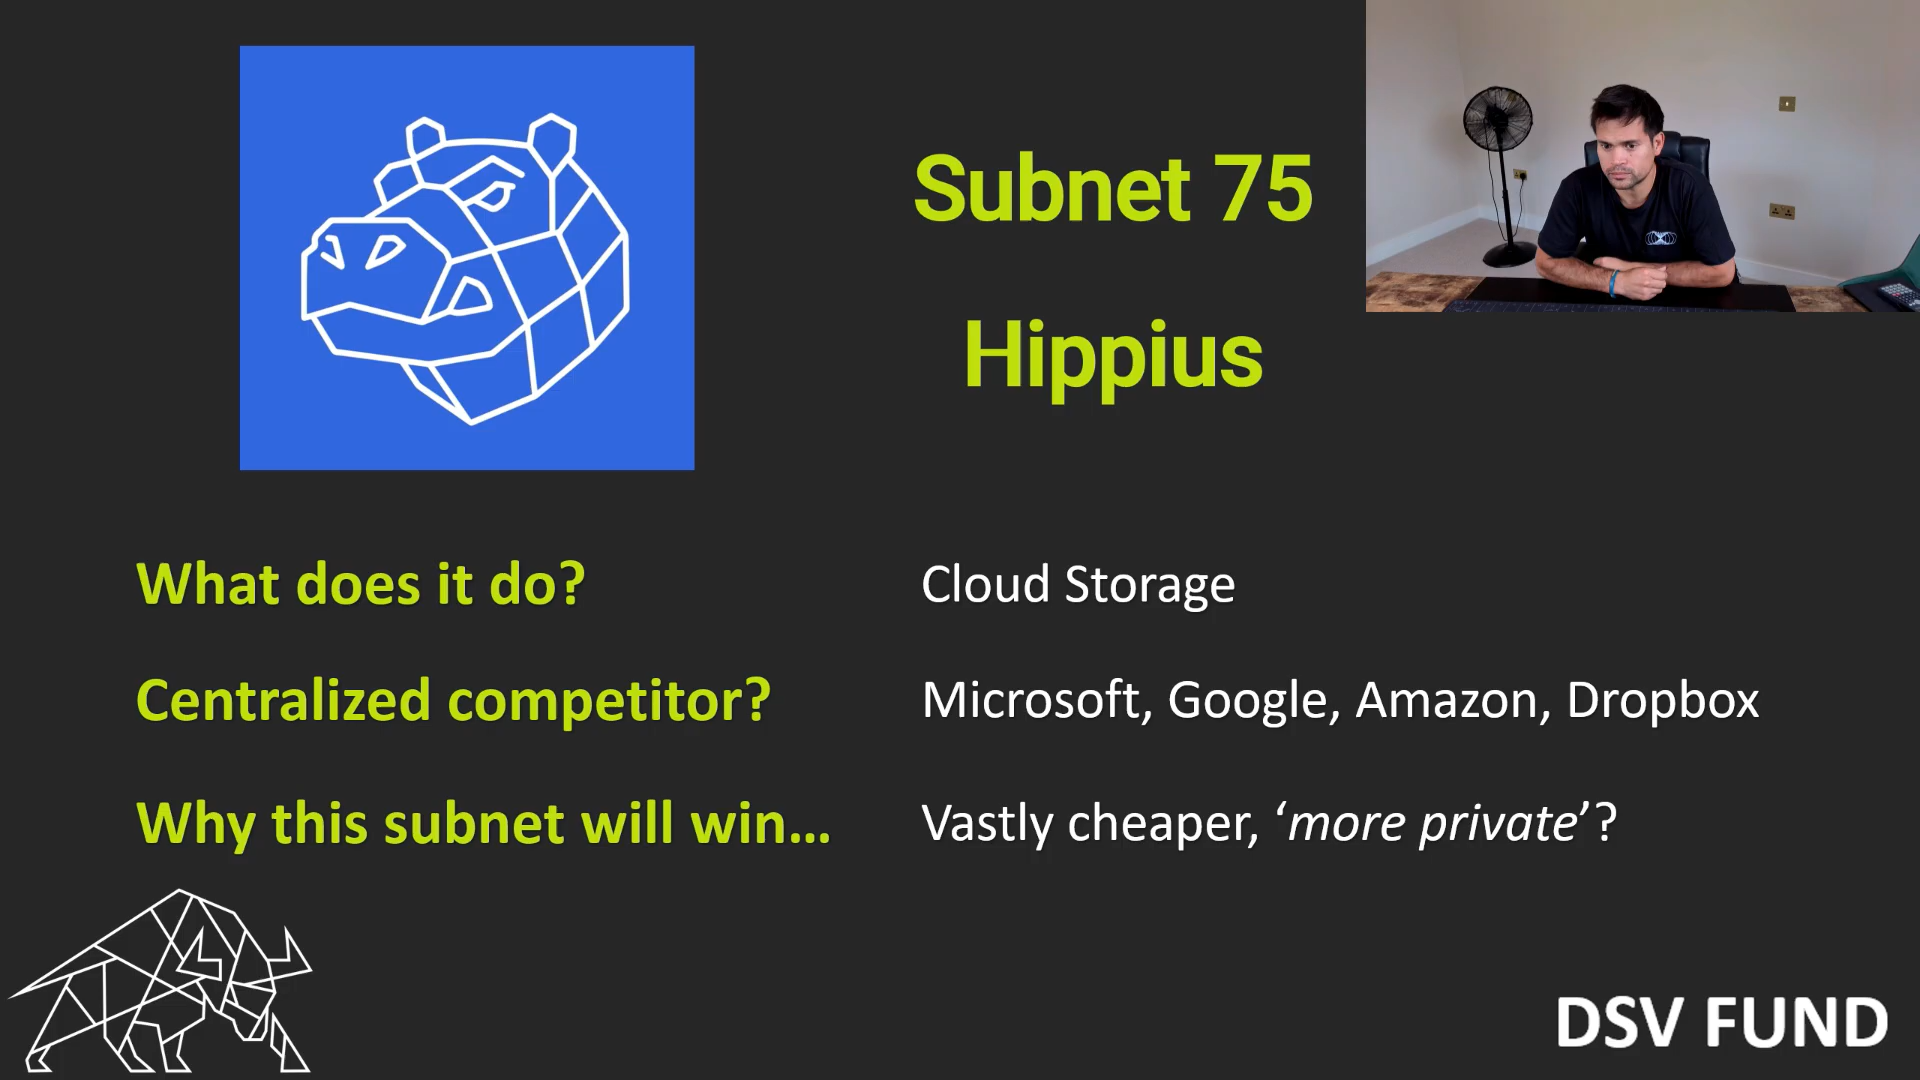 Subnet 75
Hippius
What does it do?
Cloud Storage
Centralized competitor?
Microsoft, Google, Amazon, Dropbox
Why this subnet will win...
Vastly cheaper, ‘more private’?
DSV FUND